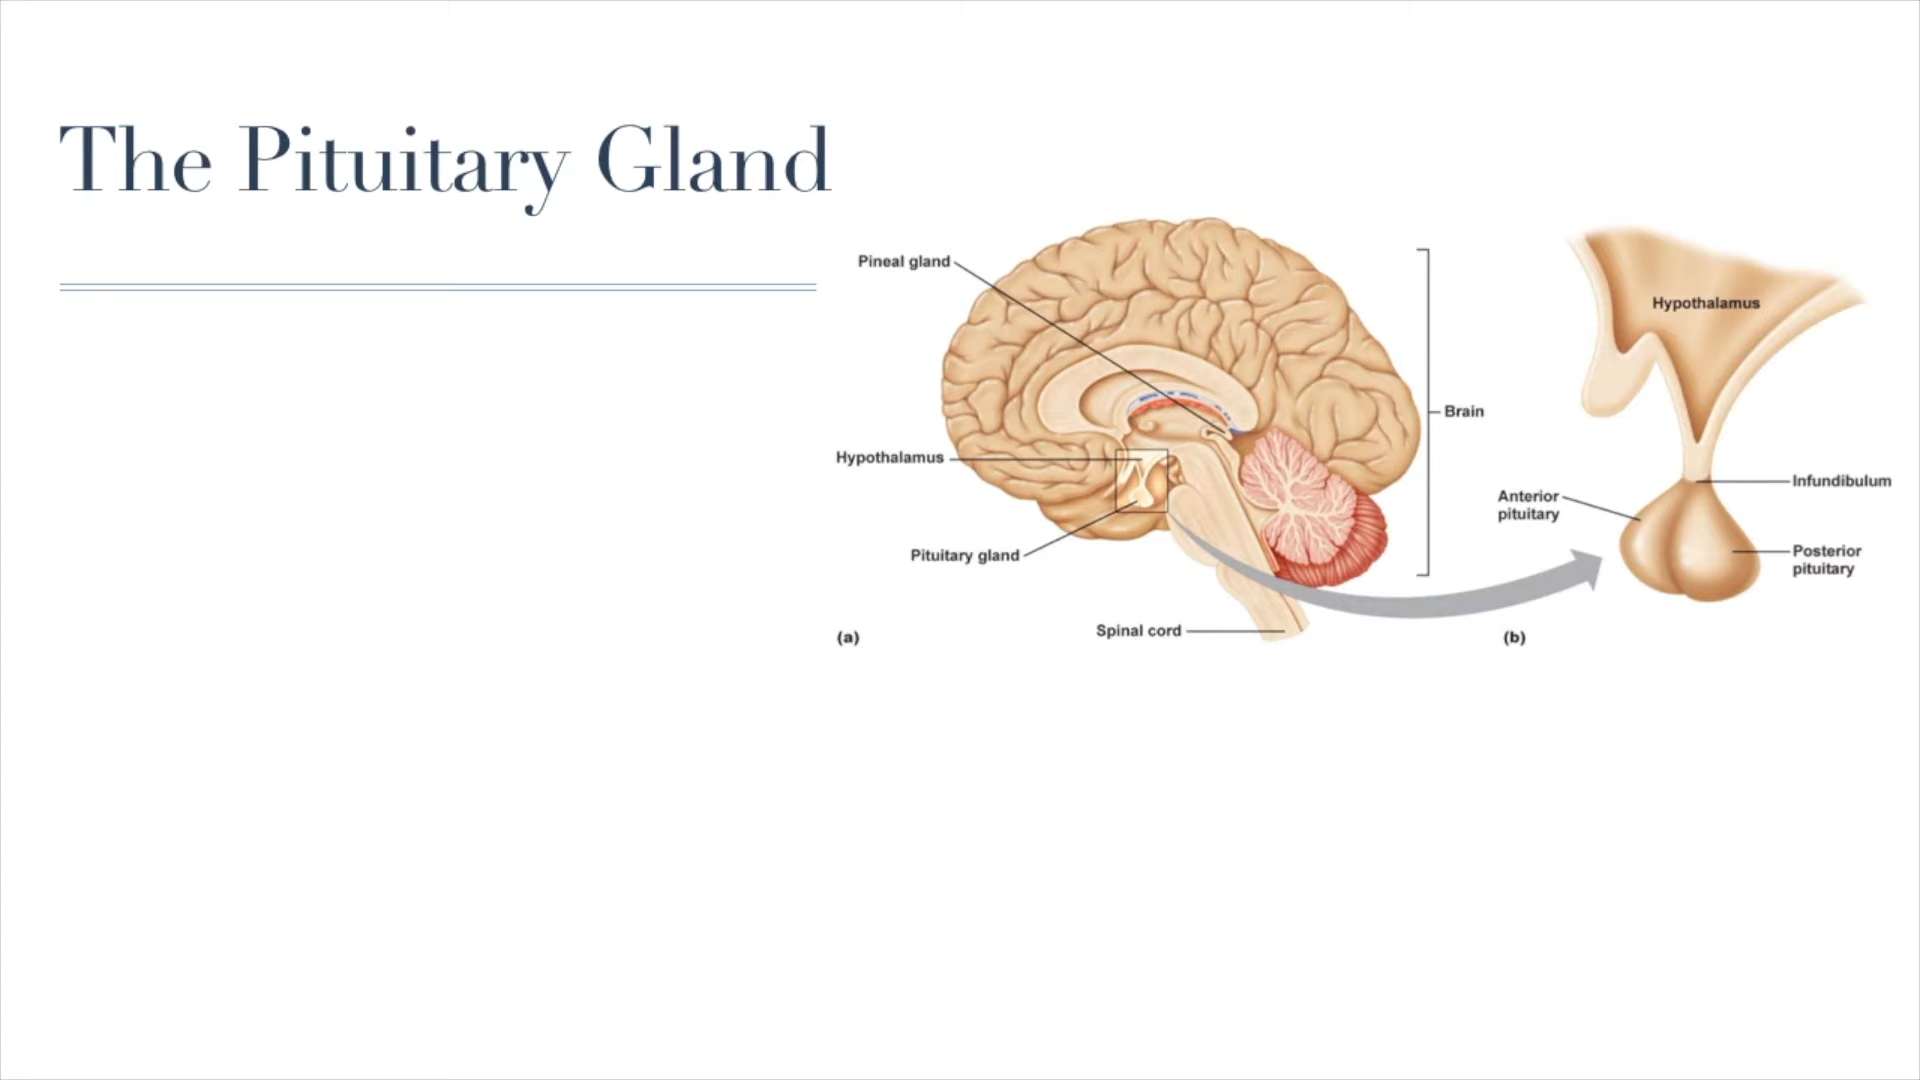 The Pituitary Gland
Pineal gland
Hypothalamus
Pituitary gland
Spinal cord
Brain
(a)
Hypothalamus
Infundibulum
Anterior
pituitary
Posterior
pituitary
(b)